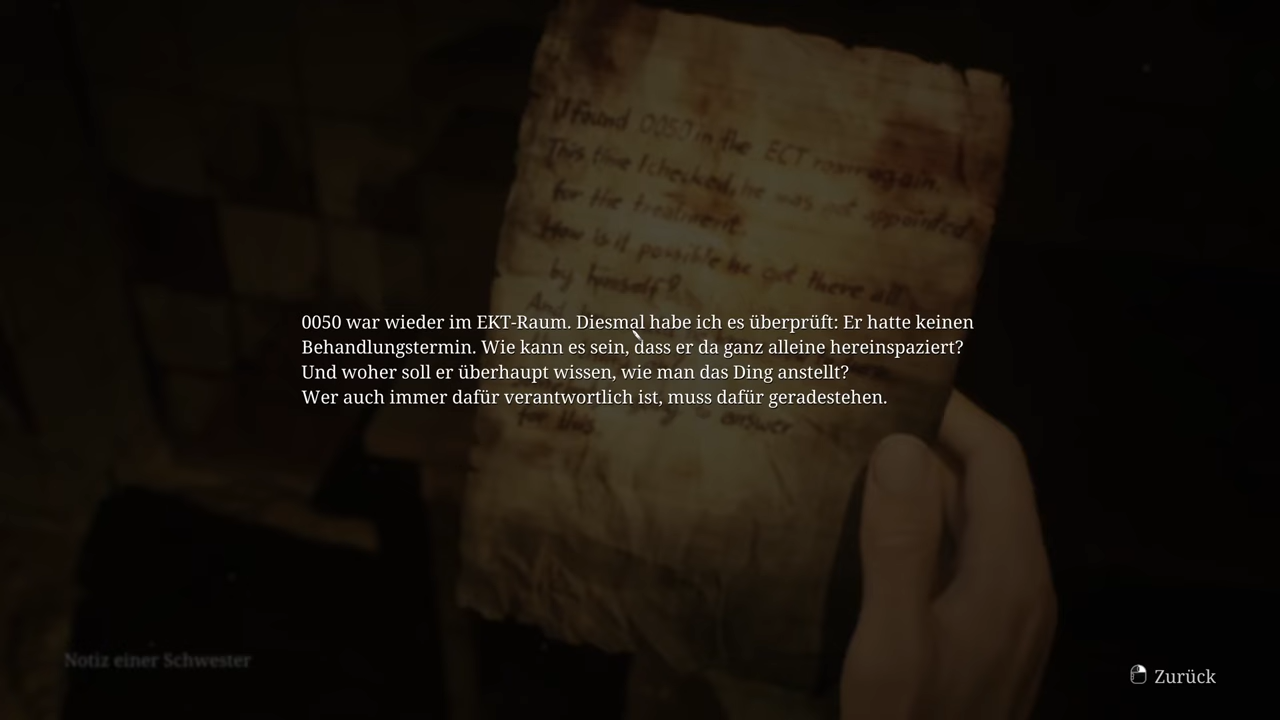 I found 0050 in the ECT room again.
This time I checked, he was not appointed
for the treatment.
How is it possible he got there all
by himself?
And
0050 war wieder im EKT-Raum. Diesmal habe ich es überprüft: Er hatte keinen
Behandlungstermin. Wie kann es sein, dass er da ganz alleine hereinspaziert?
Und woher soll er überhaupt wissen, wie man das Ding anstellt?
Wer auch immer dafür verantwortlich ist, muss dafür geradestehen.
to answer
for this.
Notiz einer Schwester
Zurück